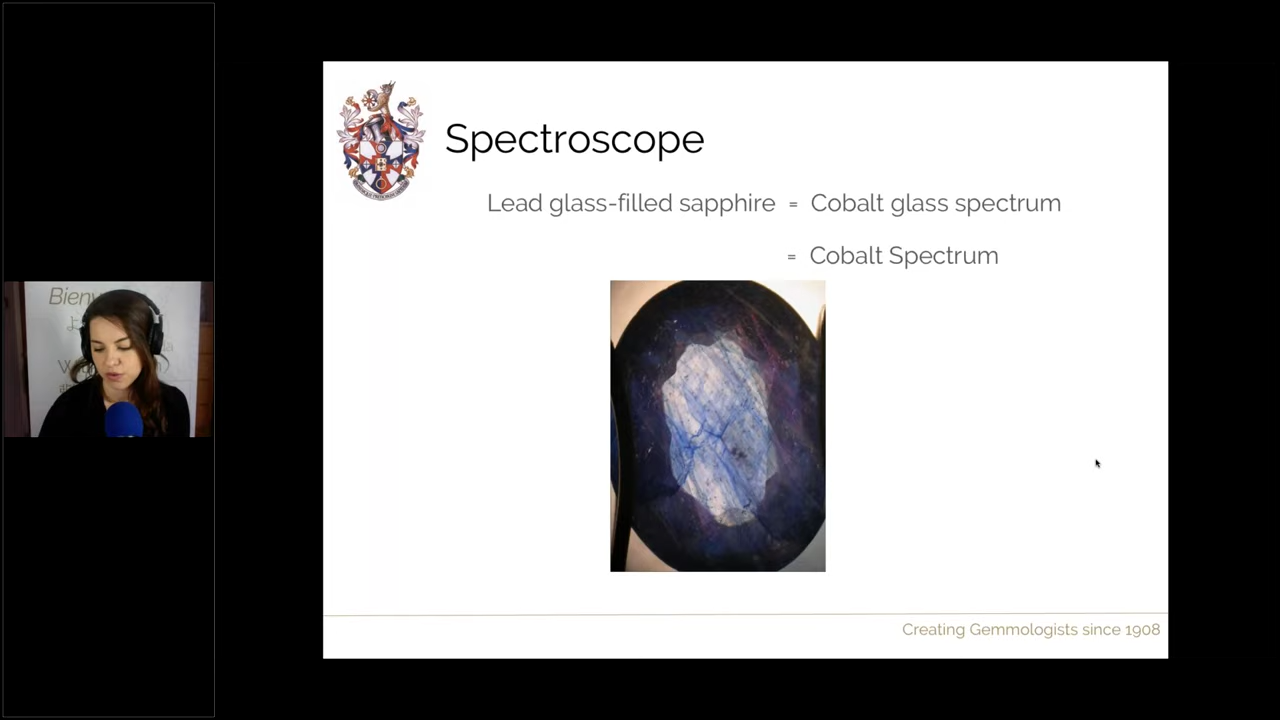 Spectroscope
Lead glass-filled sapphire = Cobalt glass spectrum
= Cobalt Spectrum
Creating Gemmologists since 1908